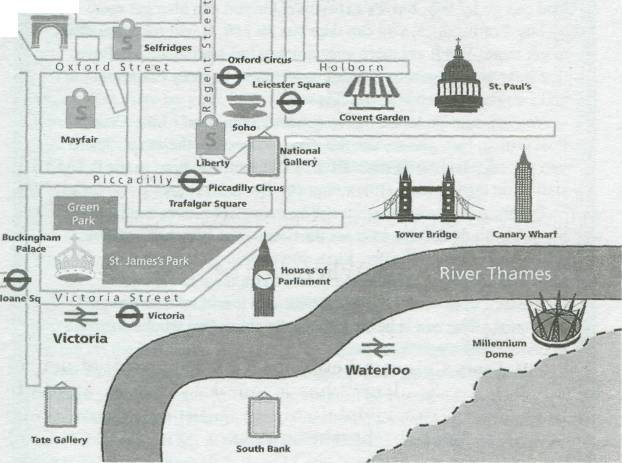 Regent Street
S
Selfridges
Oxford Street
Oxford Circus
Holborn
Leicester Square
St. Paul's
S
Covent Garden
Mayfair
S
Soho
Liberty
National
Gallery
Piccadilly
Piccadilly Circus
Trafalgar Square
Green
Park
Tower Bridge
Canary Wharf
Buckingham
Palace
St. James's Park
Houses of
Parliament
River Thames
loane Sq
Victoria Street
Victoria
Victoria
Millennium
Dome
Waterloo
Tate Gallery
South Bank